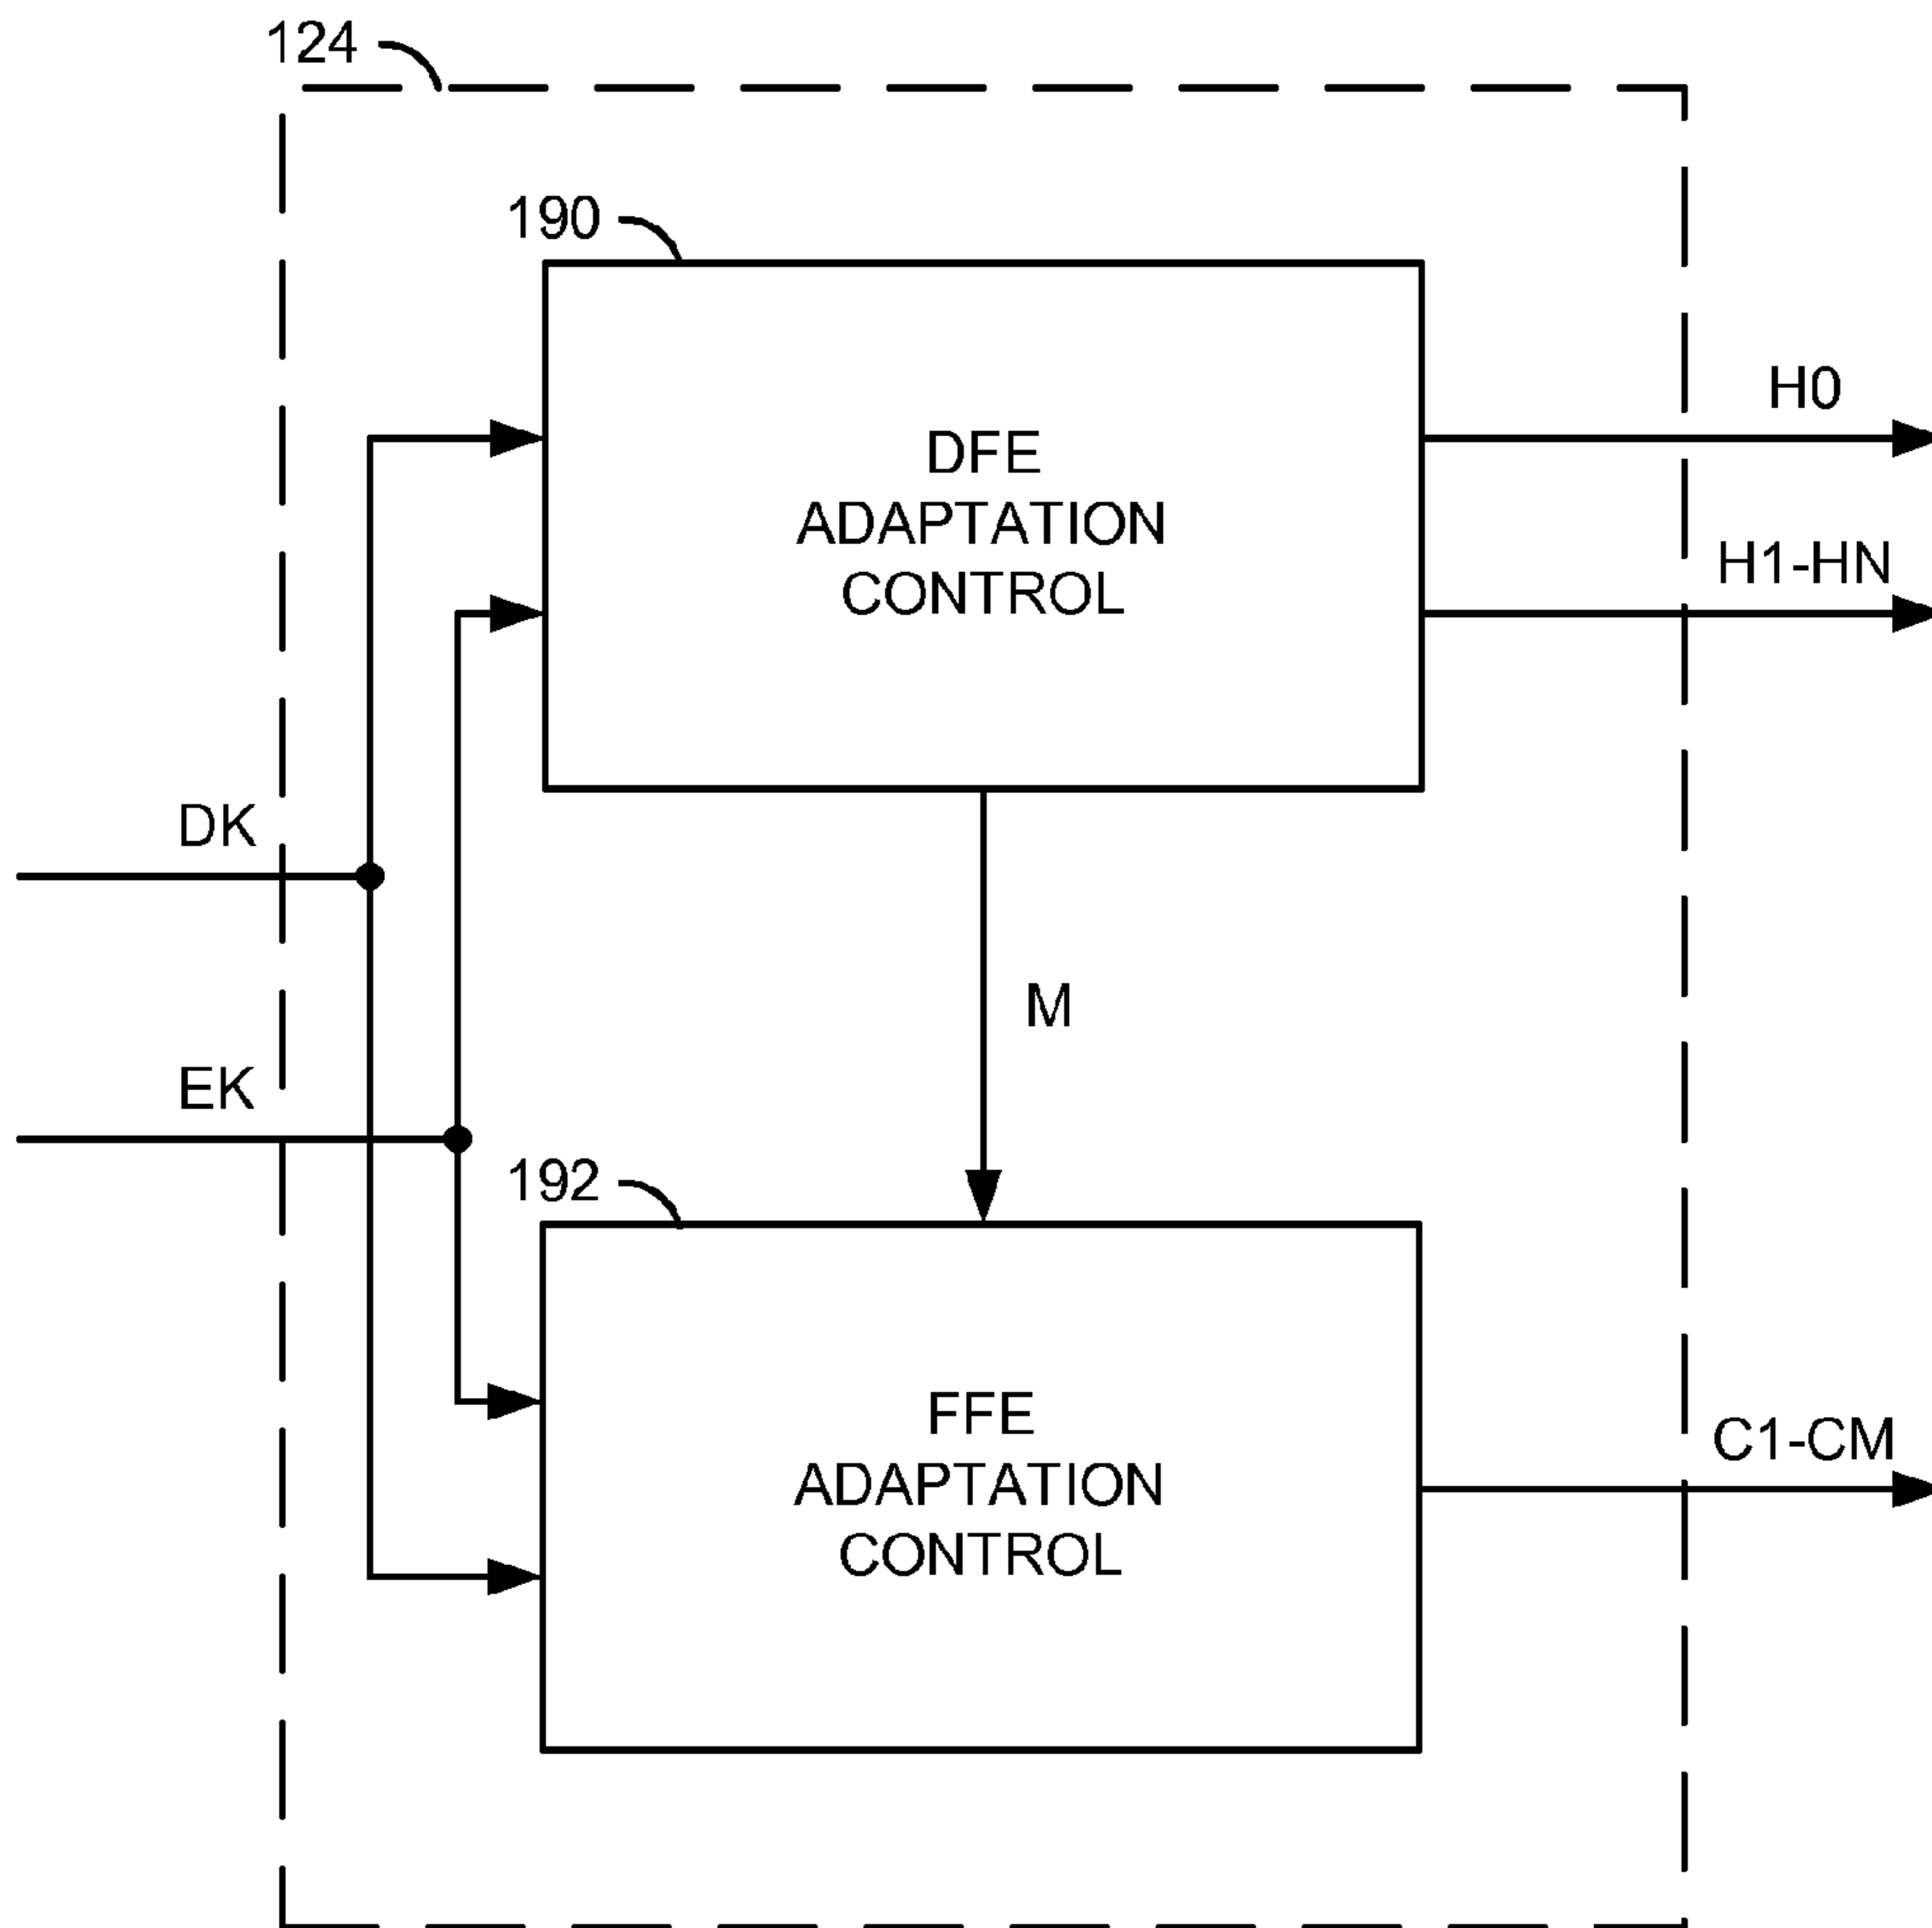 124
190
DFE
ADAPTATION
CONTROL
H0
H1-HN
DK
M
EK
192
FFE
ADAPTATION
CONTROL
C1-CM